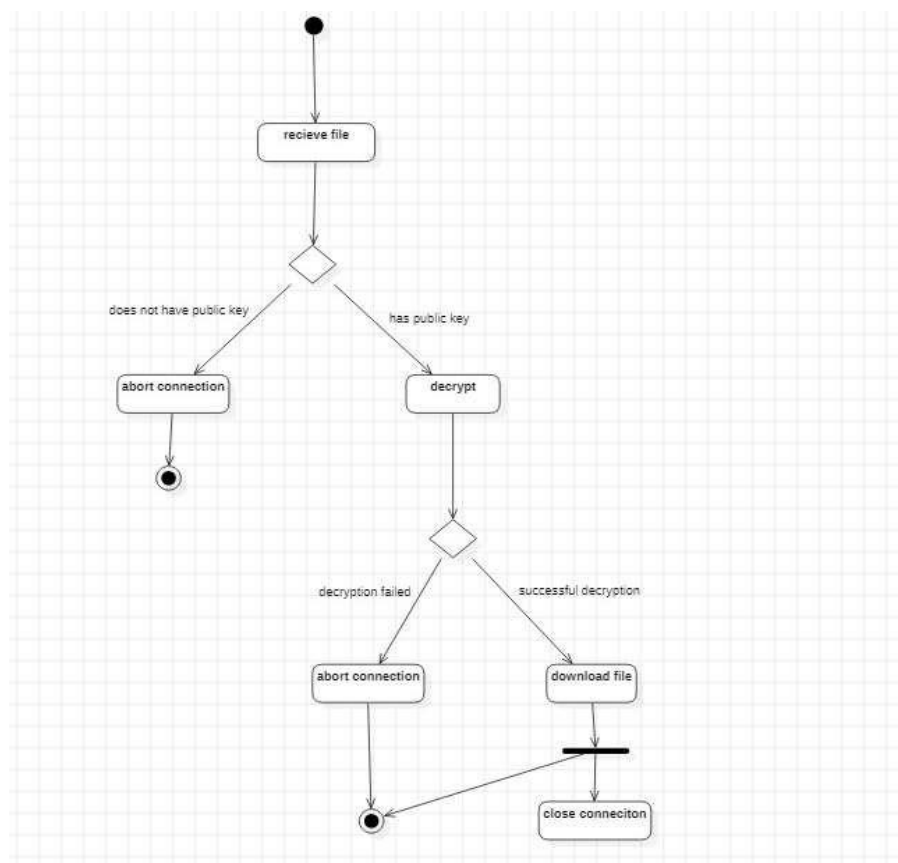 recieve file
does not have public key
has public key
abort connection
decrypt
decryption failed
successful decryption
abort connection
download file
close conneciton